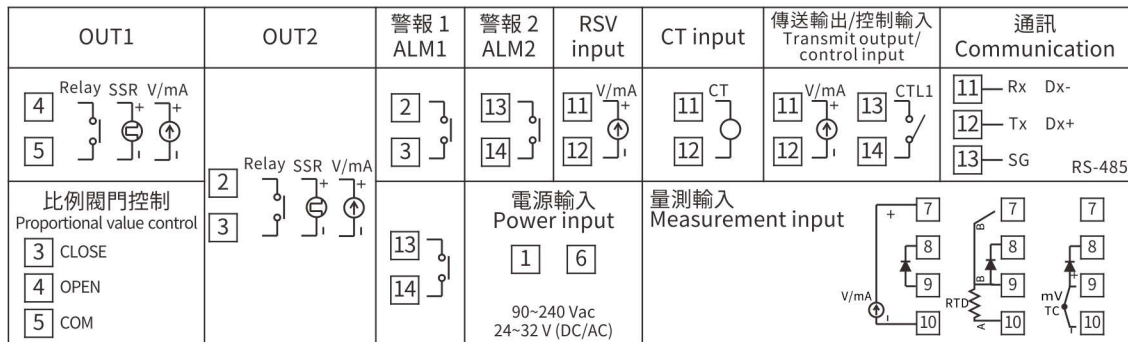 OUT1
4
5
Relay SSR V/mA
+ +
- -
比例閥門控制
Proportional value control
3 CLOSE
4 OPEN
5 COM
OUT2
2
3
Relay SSR V/mA
+ +
- -
警報 1
ALM1
2
3
13
14
警報 2
ALM2
13
14
RSV
input
11
12
V/mA
+
-
CT input
11
12
CT
傳送輸出/控制輸入
Transmit output/
control input
11
12
V/mA
+
-
13
14
CTL1
通訊
Communication
11 Rx Dx-
12 Tx Dx+
13 SG
RS-485
電源輸入
Power input
1 6
90~240 Vac
24~32 V (DC/AC)
量測輸入
Measurement input
+
V/mA
-
7
8
9
10
B
B
RTD
A
7
8
9
10
+
mV
TC
-
7
8
9
10